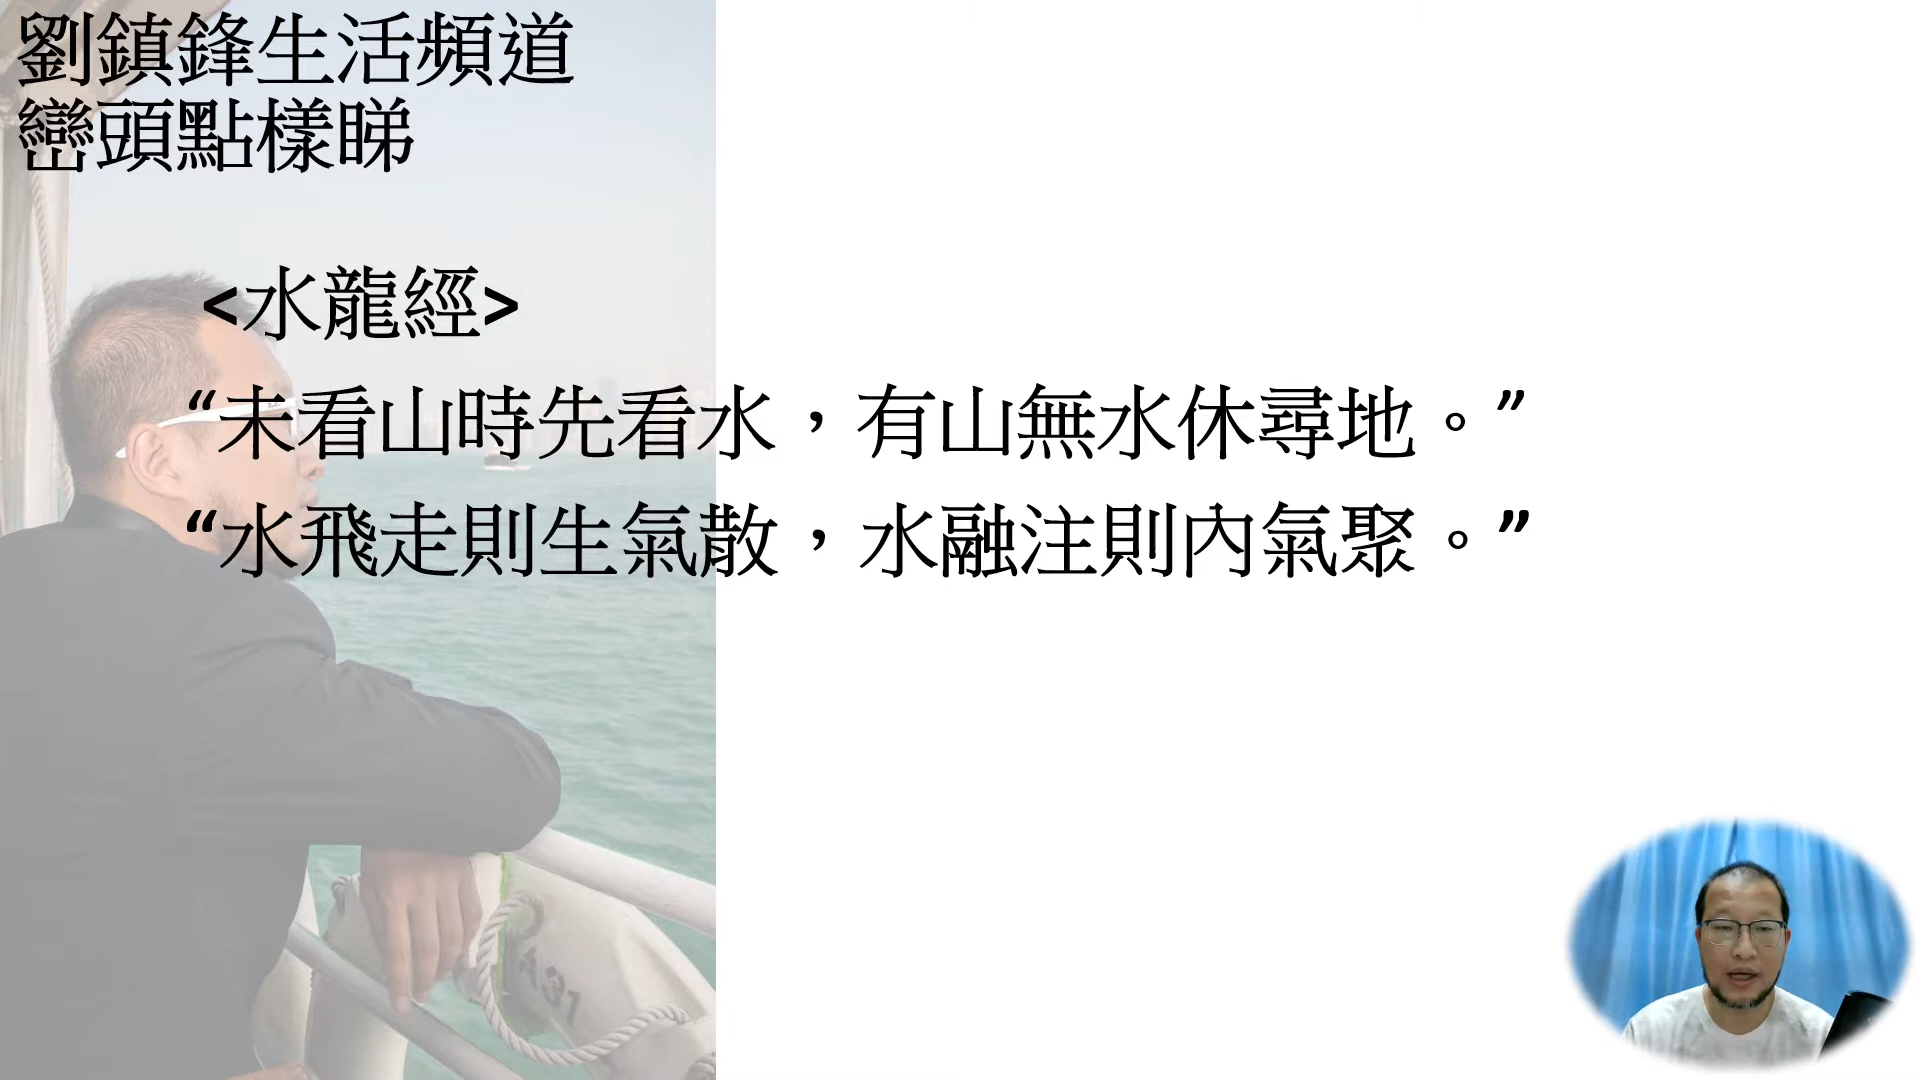 劉鎮鋒生活頻道
巒頭點樣睇
<水龍經>
“未看山時先看水，有山無水休尋地。”
“水飛走則生氣散，水融注則內氣聚。”
A31